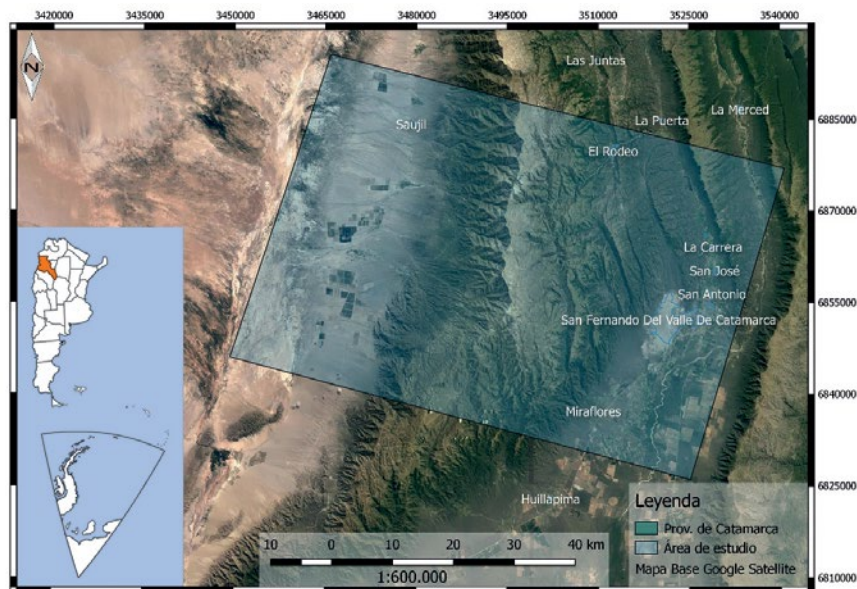 3420000 3435000 3450000 3465000 3480000 3495000 3510000 3525000 3540000
N
Las Juntas
La Merced
La Puerta
Saujil
El Rodeo
La Carrera
San José
San Antonio
San Fernando Del Valle De Catamarca
Miraflores
Huillapima
6885000
6870000
6855000
6840000
6825000
6810000
Leyenda
Prov. de Catamarca
Área de estudio
Mapa Base Google Satellite
10 0 10 20 30 40 km
1:600.000